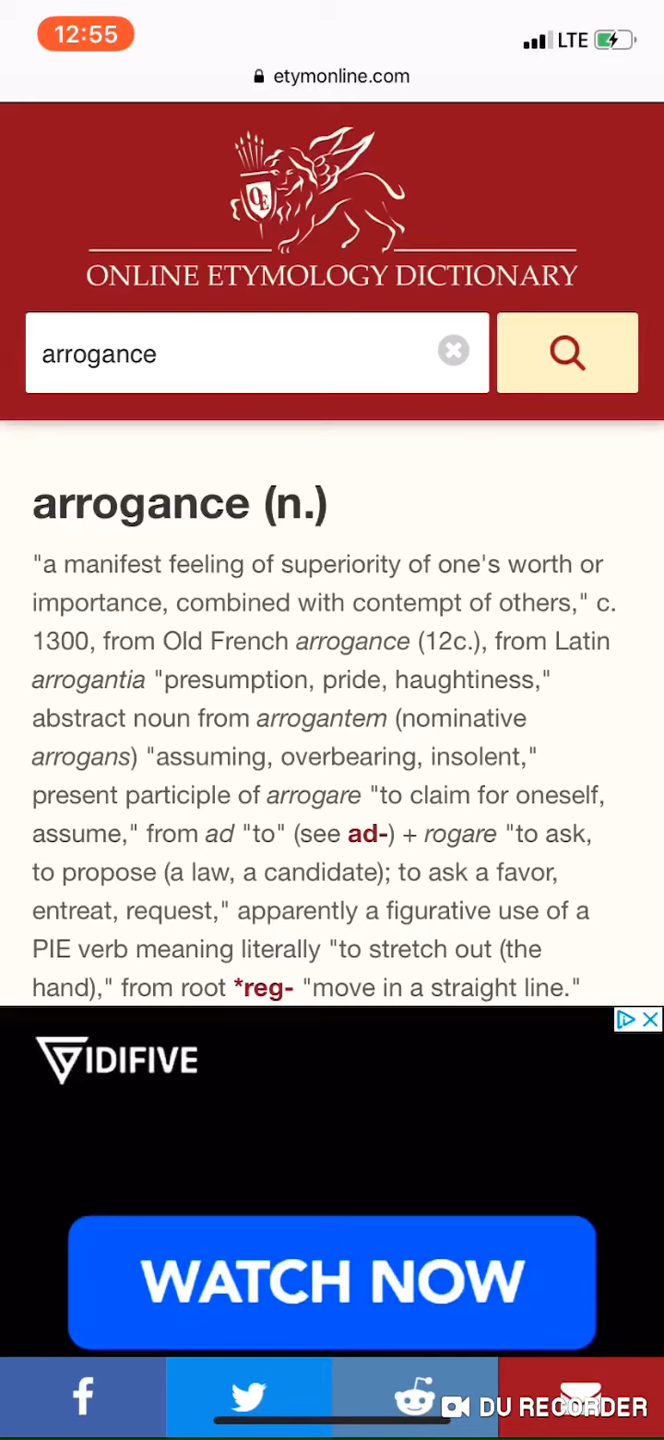 12:55
LTE
etymonline.com
OE
ONLINE ETYMOLOGY DICTIONARY
arrogance
arrogance (n.)
"a manifest feeling of superiority of one's worth or
importance, combined with contempt of others," c.
1300, from Old French arrogance (12c.), from Latin
arrogantia "presumption, pride, haughtiness,"
abstract noun from arrogantem (nominative
arrogans) "assuming, overbearing, insolent,"
present participle of arrogare "to claim for oneself,
assume," from ad "to" (see ad-) + rogare "to ask,
to propose (a law, a candidate); to ask a favor,
entreat, request," apparently a figurative use of a
PIE verb meaning literally "to stretch out (the
hand)," from root *reg- "move in a straight line."
VIDIFIVE
WATCH NOW
DU RECORDER